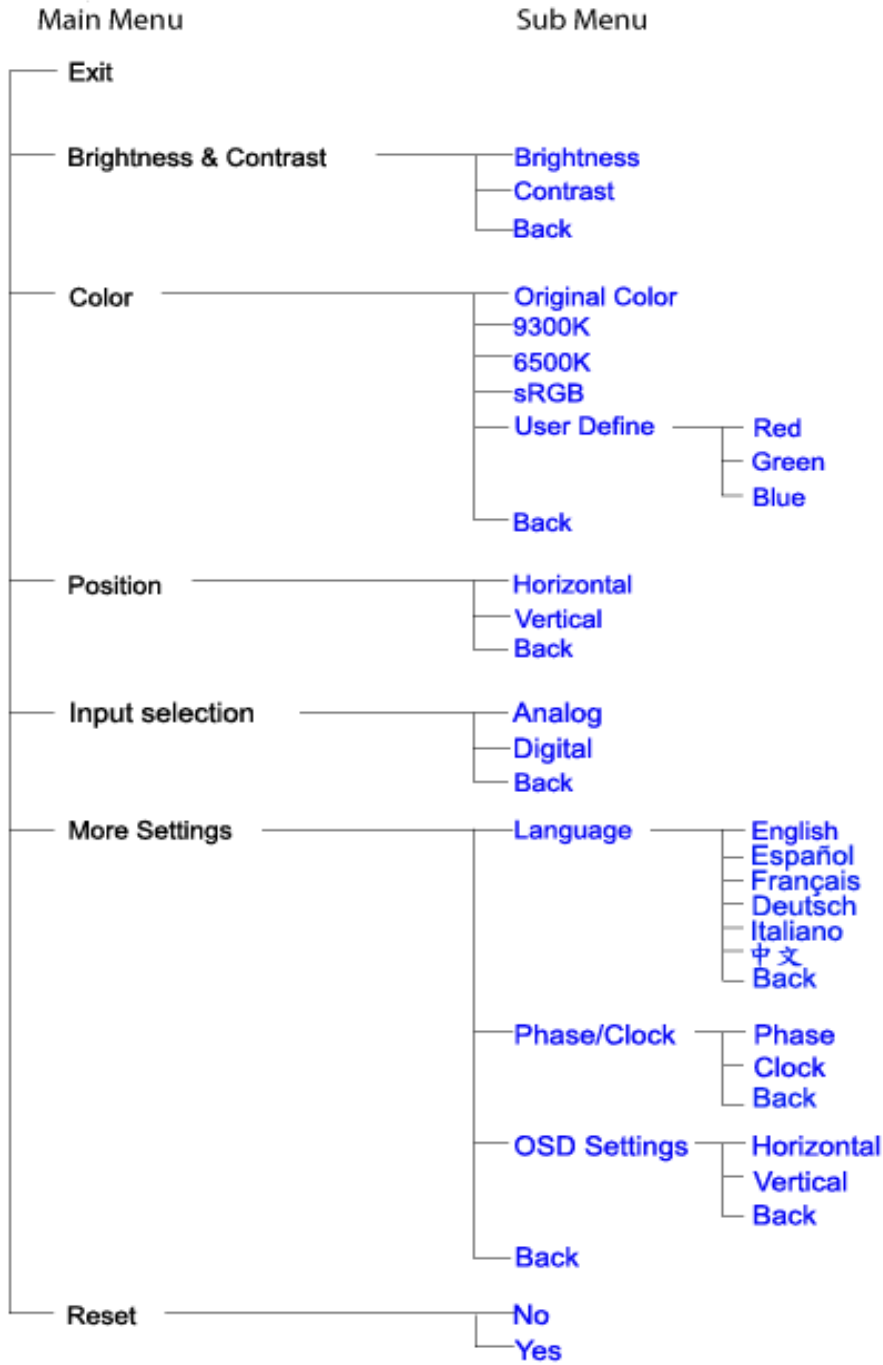 Main Menu Sub Menu
Exit
Brightness & Contrast Brightness
Contrast
Back
Color Original Color
9300K
6500K
sRGB
User Define Red
Green
Blue
Back
Position Horizontal
Vertical
Back
Input selection Analog
Digital
Back
More Settings Language English
Español
Français
Deutsch
Italiano
中文
Back
Phase/Clock Phase
Clock
Back
OSD Settings Horizontal
Vertical
Back
Back
Reset No
Yes